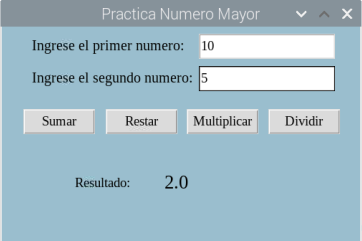 Practica Numero Mayor
Ingrese el primer numero: 10
Ingrese el segundo numero: 5
Sumar Restar Multiplicar Dividir
Resultado: 2.0